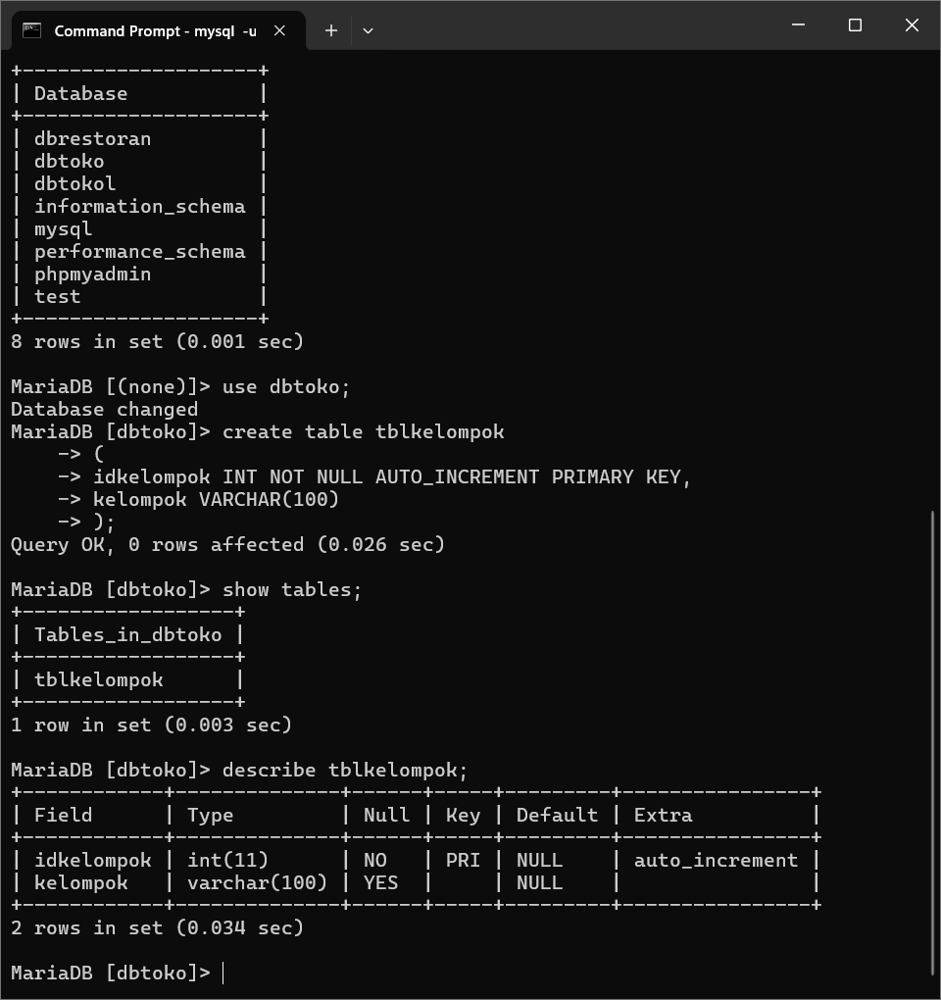 Command Prompt - mysql  -u
+--------------------+
| Database           |
+--------------------+
| dbrestoran         |
| dbtoko             |
| dbtokol            |
| information_schema |
| mysql              |
| performance_schema |
| phpmyadmin         |
| test               |
+--------------------+
8 rows in set (0.001 sec)

MariaDB [(none)]> use dbtoko;
Database changed
MariaDB [dbtoko]> create table tblkelompok
    -> (
    -> idkelompok INT NOT NULL AUTO_INCREMENT PRIMARY KEY,
    -> kelompok VARCHAR(100)
    -> );
Query OK, 0 rows affected (0.026 sec)

MariaDB [dbtoko]> show tables;
+------------------+
| Tables_in_dbtoko |
+------------------+
| tblkelompok      |
+------------------+
1 row in set (0.003 sec)

MariaDB [dbtoko]> describe tblkelompok;
+------------+--------------+------+-----+---------+----------------+
| Field      | Type         | Null | Key | Default | Extra          |
+------------+--------------+------+-----+---------+----------------+
| idkelompok | int(11)      | NO   | PRI | NULL    | auto_increment |
| kelompok   | varchar(100) | YES  |     | NULL    |                |
+------------+--------------+------+-----+---------+----------------+
2 rows in set (0.034 sec)

MariaDB [dbtoko]>